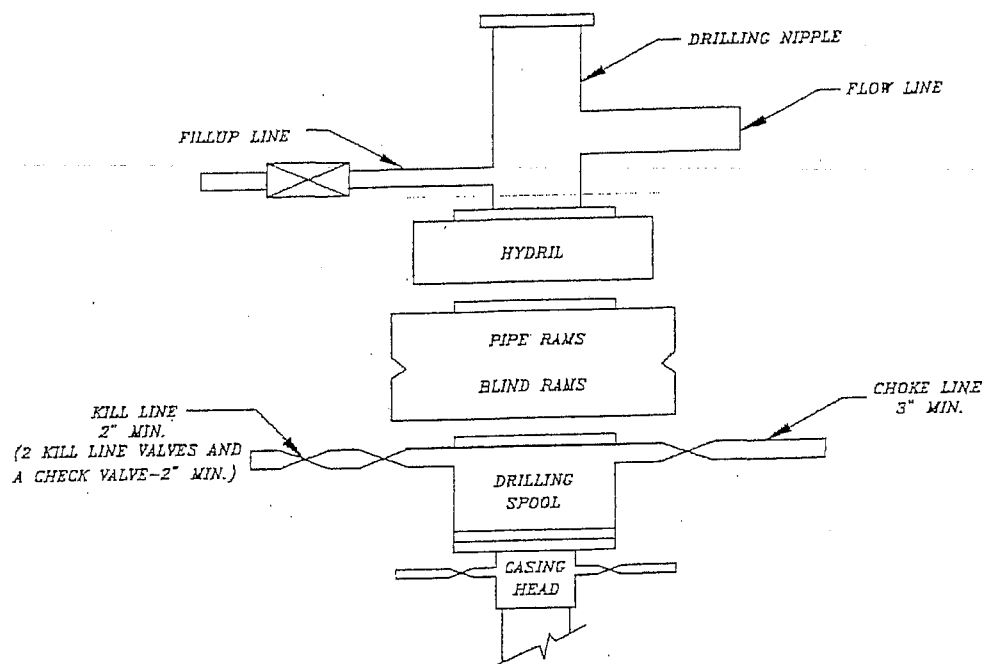 DRILLING NIPPLE
FLOW LINE
FILLUP LINE
HYDRIL
PIPE RAMS
BLIND RAMS
CHOKE LINE
3" MIN.
KILL LINE
2" MIN.
(2 KILL LINE VALVES AND
A CHECK VALVE-2" MIN.)
DRILLING
SPOOL
CASING
HEAD